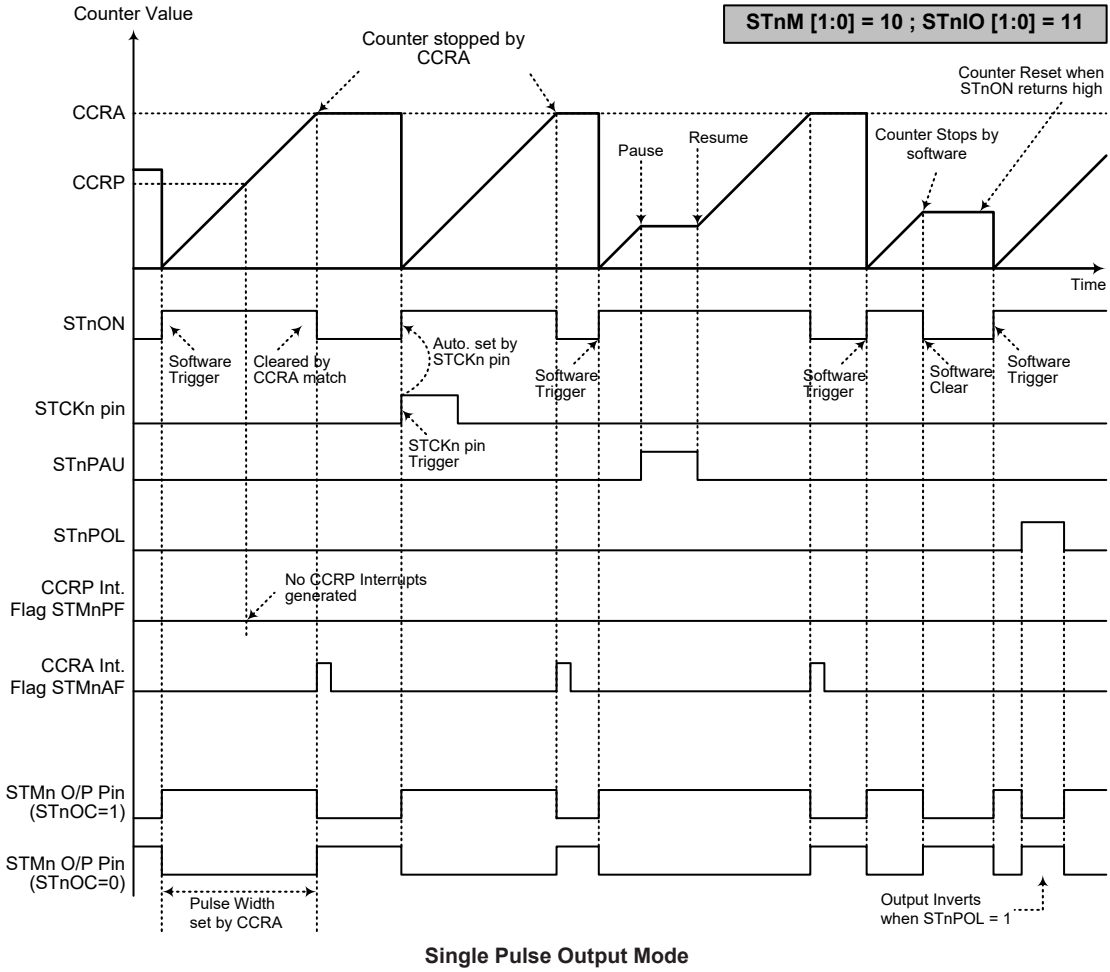 Counter Value
STnM [1:0] = 10 ; STnIO [1:0] = 11
Counter stopped by
CCRA
Counter Reset when
STnON returns high
CCRA
Pause
Resume
Counter Stops by
software
CCRP
Time
STnON
Software
Trigger
Cleared by
CCRA match
Auto. set by
STCKn pin
Software
Trigger
Software
Trigger
Software
Clear
Software
Trigger
STCKn pin
STCKn pin
Trigger
STnPAU
STnPOL
CCRP Int.
Flag STMnPF
No CCRP Interrupts
generated
CCRA Int.
Flag STMnAF
STMn O/P Pin
(STnOC=1)
STMn O/P Pin
(STnOC=0)
Pulse Width
set by CCRA
Output Inverts
when STnPOL = 1
Single Pulse Output Mode